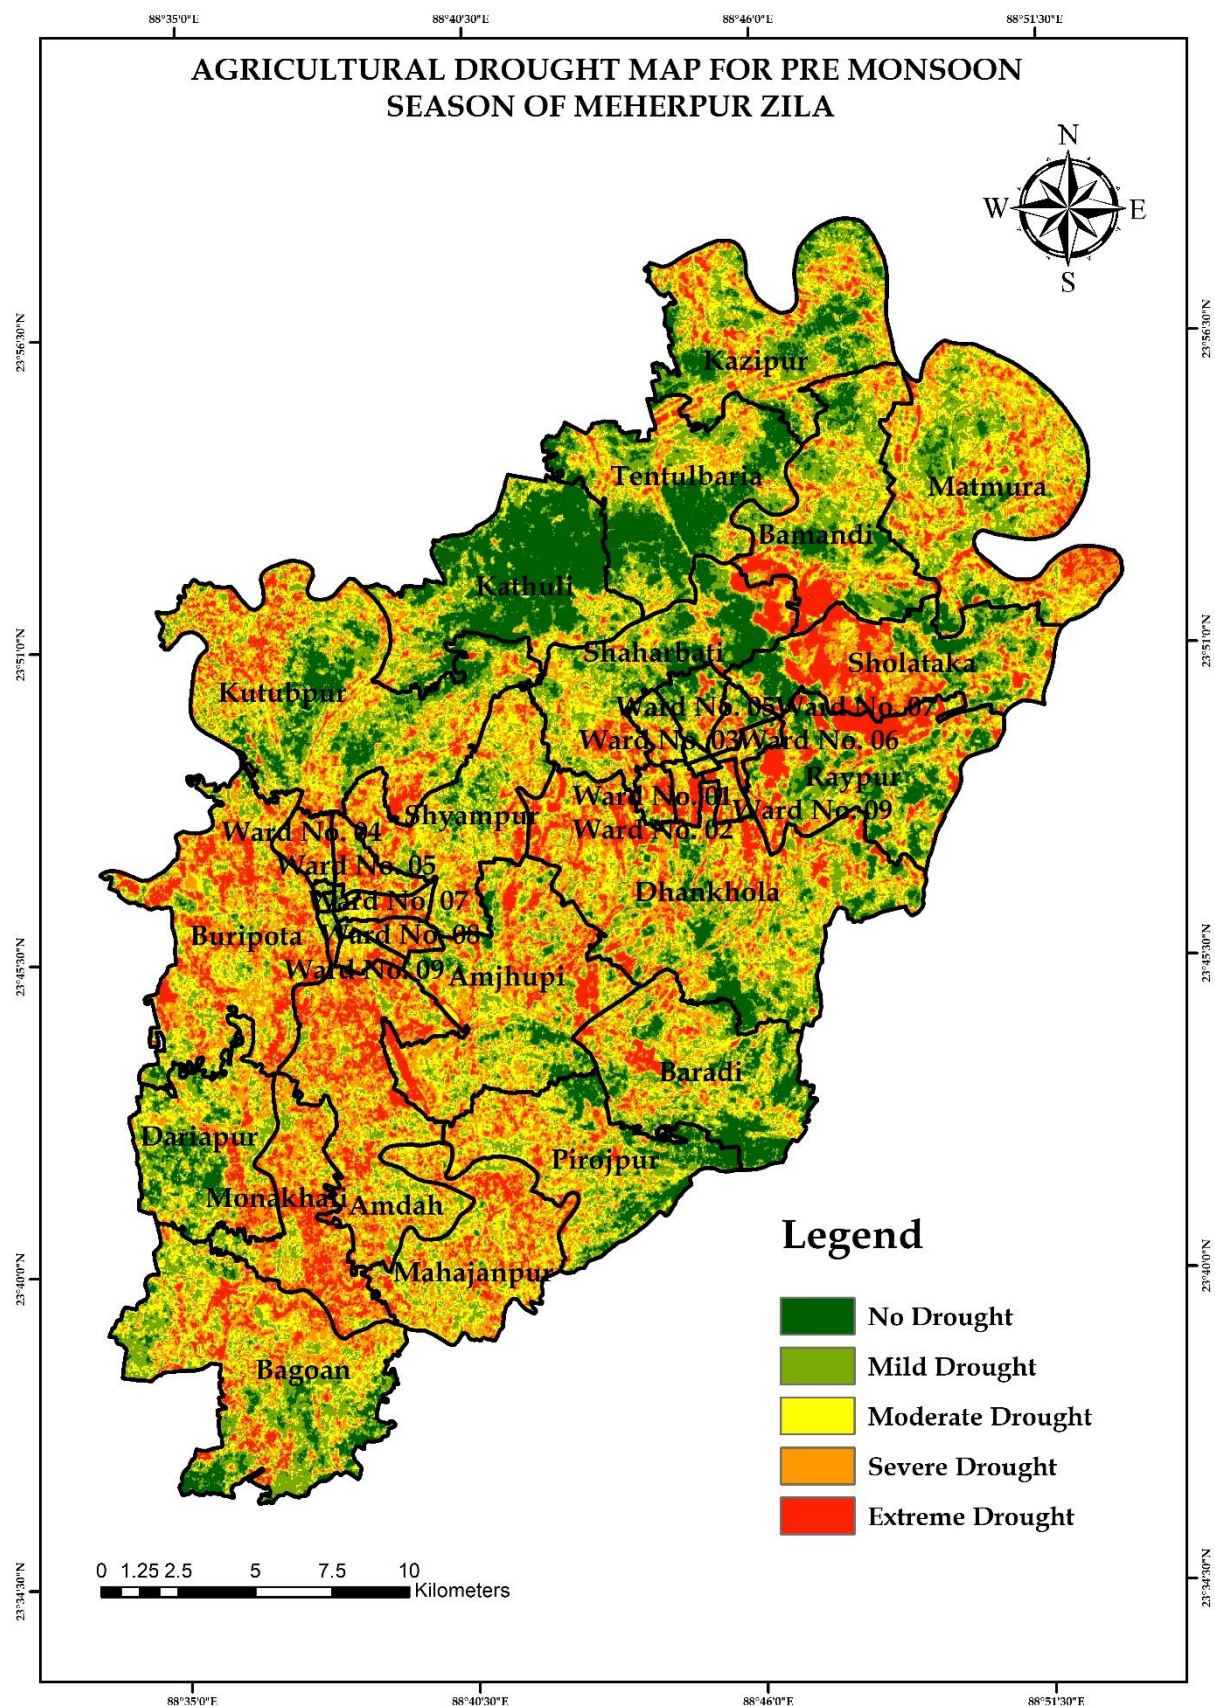 88°35'0"E 88°40'30"E 88°46'0"E 88°51'30"E
AGRICULTURAL DROUGHT MAP FOR PRE MONSOON
SEASON OF MEHERPUR ZILA
N
W E
S
23°56'30"N 23°56'30"N
Kazipur
Tentulbaria
Matmura
Bamandi
Kathuli
23°51'0"N 23°51'0"N
Shaharbati
Sholataka
Kutubpur
Ward No. 05 Ward No. 07
Ward No. 03 Ward No. 06
Raypur
Ward No. 01
Ward No. 09
Shyampur
Ward No. 02
Ward No. 04
Ward No. 05
Dhankhola
Ward No. 07
Buripota
Ward No. 08
23°45'30"N 23°45'30"N
Ward No. 09
Amjhupi
Baradi
Dariapur
Pirojpur
Monakhali
Amdah
Mahajanpur
23°40'0"N 23°40'0"N
Bagoan
Legend
No Drought
Mild Drought
Moderate Drought
Severe Drought
Extreme Drought
0 1.25 2.5 5 7.5 10
Kilometers
23°34'30"N 23°34'30"N
88°35'0"E 88°40'30"E 88°46'0"E 88°51'30"E